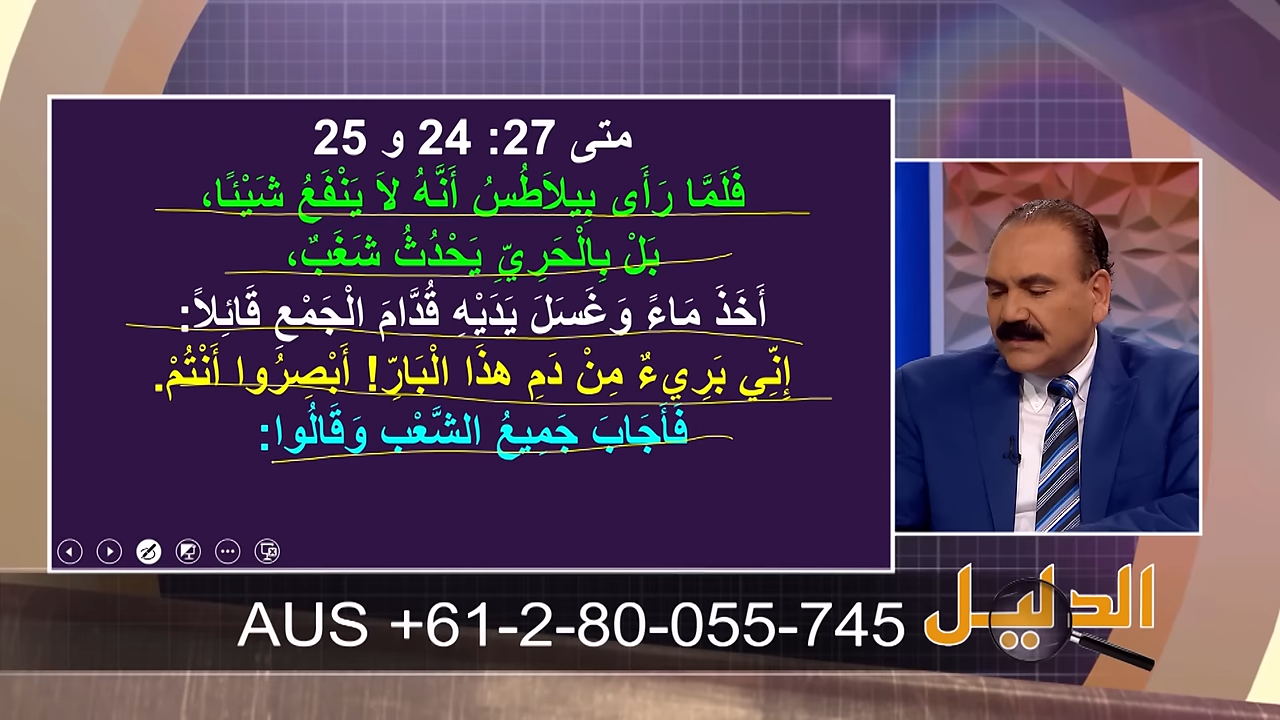 متى 27: 24 و 25
فَلَمَّا رَأَى بِيلاَطُسُ أَنَّهُ لاَ يَنْفَعُ شَيْئًا،
بَلْ بِالْحَرِيِّ يَحْدُثُ شَغَبٌ،
أَخَذَ مَاءً وَغَسَلَ يَدَيْه قُدَّامَ الْجَمْعِ قَائِلاً:
إِنِّي بَرِيءٌ مِنْ دَمِ هذَا الْبَارِّ! أَبْصِرُوا أَنْتُمْ.
فَأَجَابَ جَمِيعُ الشَّعْبِ وَقَالُوا:
AUS +61-2-80-055-745
الدليل